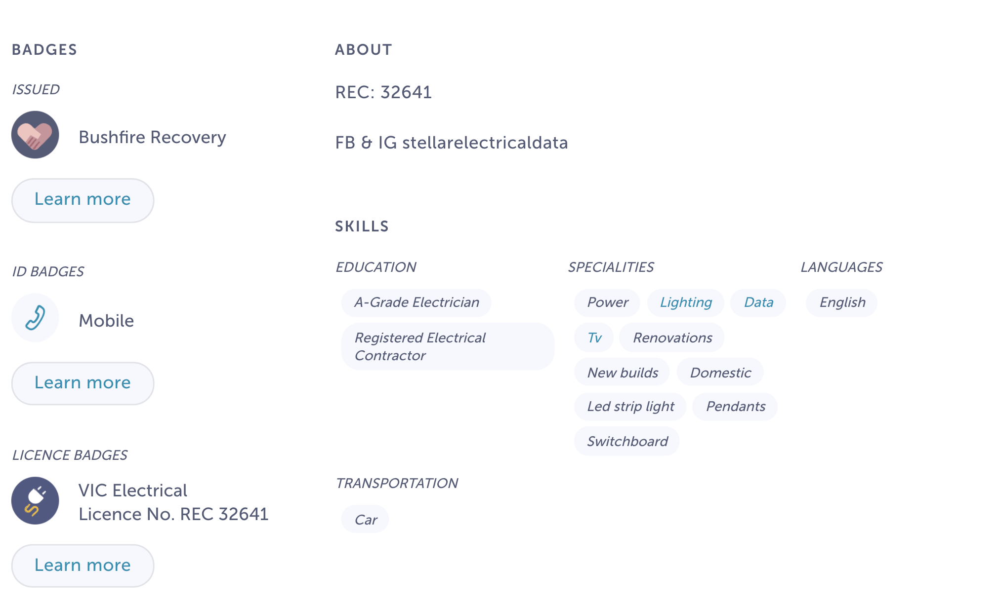 BADGES
ISSUED
Bushfire Recovery
Learn more
ID BADGES
Mobile
Learn more
LICENCE BADGES
VIC Electrical
Licence No. REC 32641
Learn more
ABOUT
REC: 32641
FB & IG stellarelectricaldata
SKILLS
EDUCATION
A-Grade Electrician
Registered Electrical
Contractor
SPECIALITIES
Power Lighting Data
Tv Renovations
New builds Domestic
Led strip light Pendants
Switchboard
LANGUAGES
English
TRANSPORTATION
Car